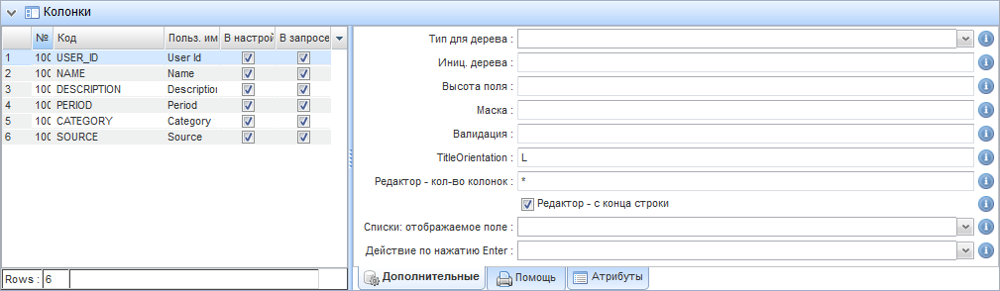 Колонки
№ Код Польз. им В настрой В запросе
1 100 USER_ID User Id
2 100 NAME Name
3 100 DESCRIPTION Description
4 100 PERIOD Period
5 100 CATEGORY Category
6 100 SOURCE Source
Rows : 6
Тип для дерева :
Иниц. дерева :
Высота поля :
Маска :
Валидация :
TitleOrientation : L
Редактор - кол-во колонок : *
Редактор - с конца строки
Списки: отображаемое поле :
Действие по нажатию Enter :
Дополнительные Помощь Атрибуты